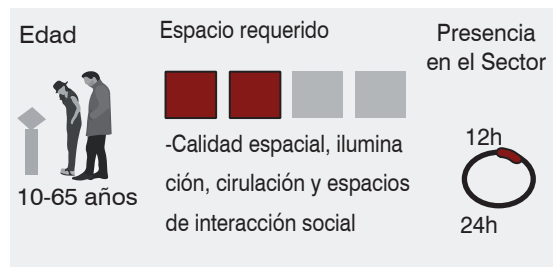 Edad
10-65 años
Espacio requerido
-Calidad espacial, ilumina
ción, cirulación y espacios
de interacción social
Presencia
en el Sector
12h
24h